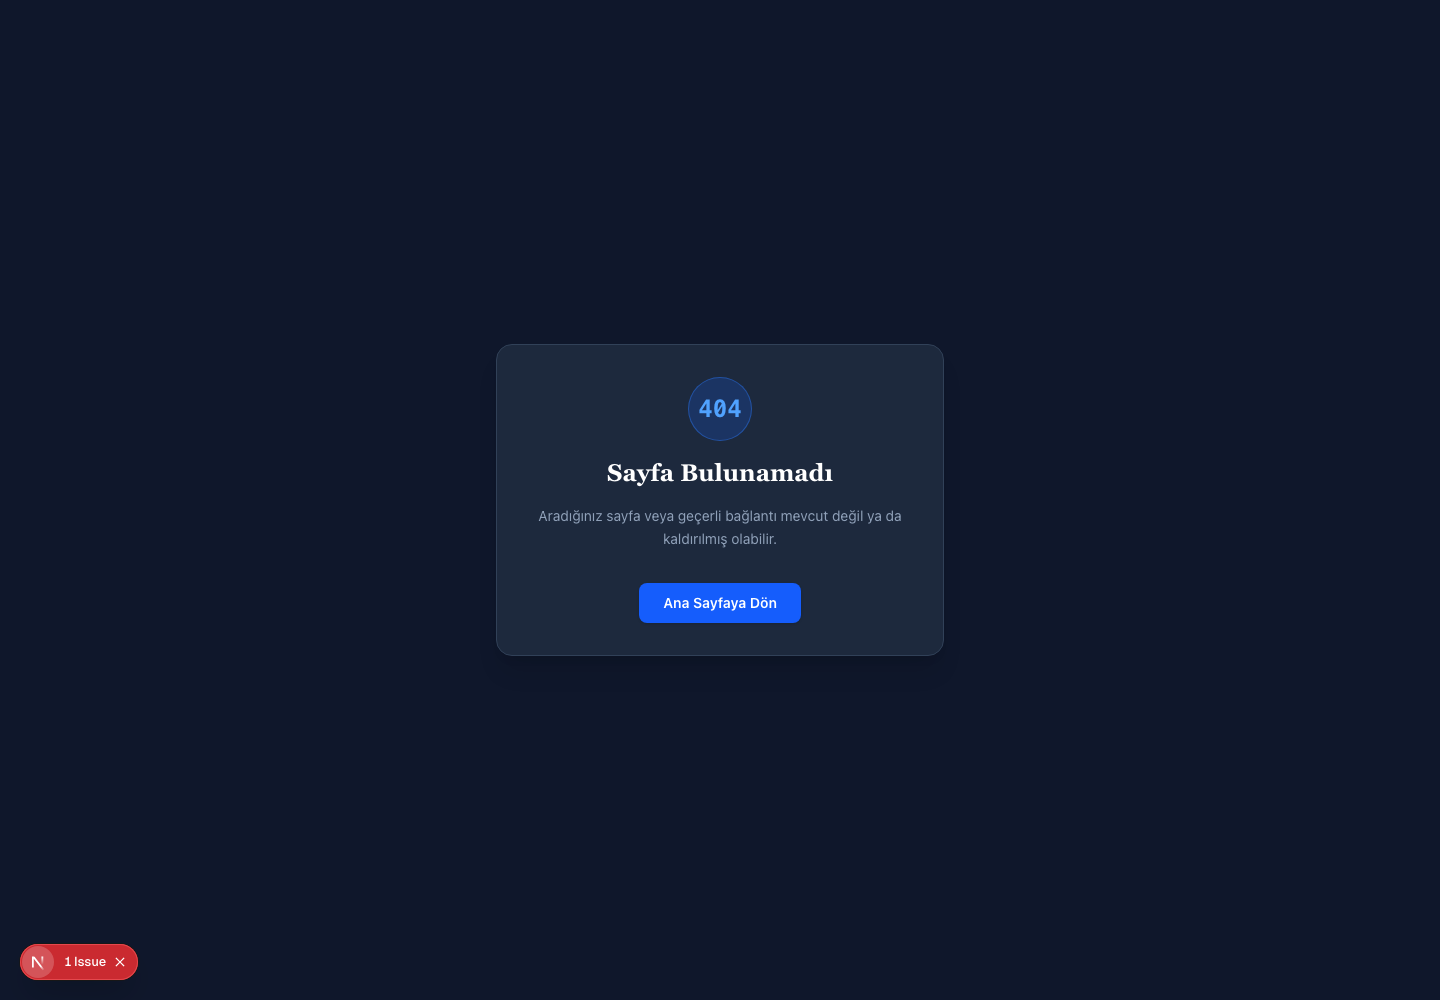 404
Sayfa Bulunamadı
Aradığınız sayfa veya geçerli bağlantı mevcut değil ya da
kaldırılmış olabilir.
Ana Sayfaya Dön
N 1 Issue